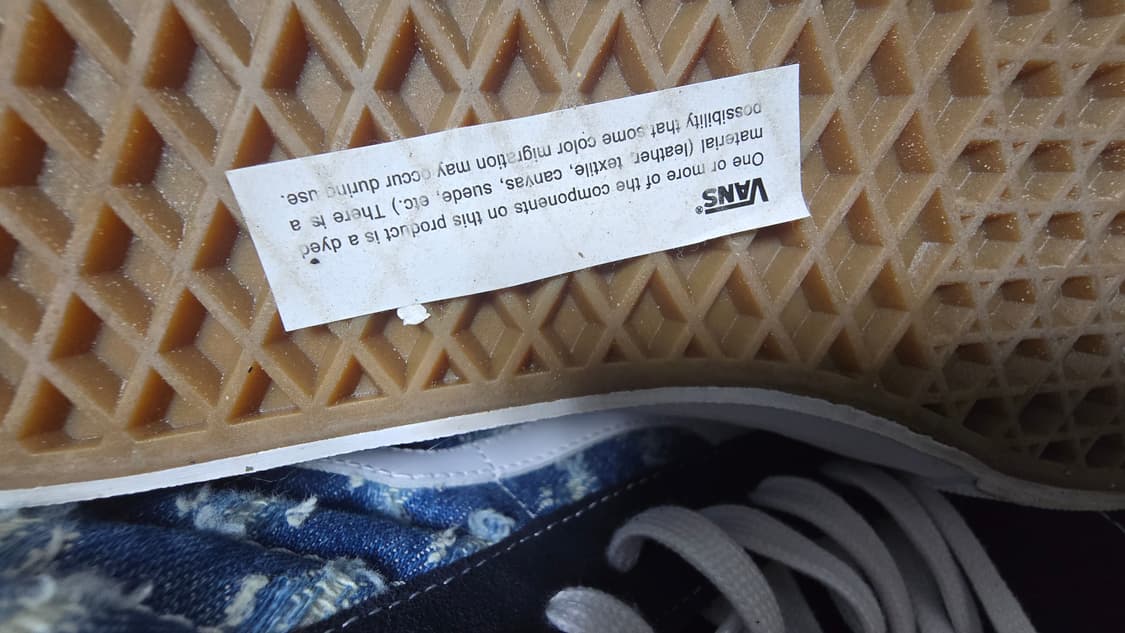 VANS®
One or more of the components on this product is a dyed
material (leather, textile, canvas, suede, etc.) There is a
possibility that some color migration may occur during use.